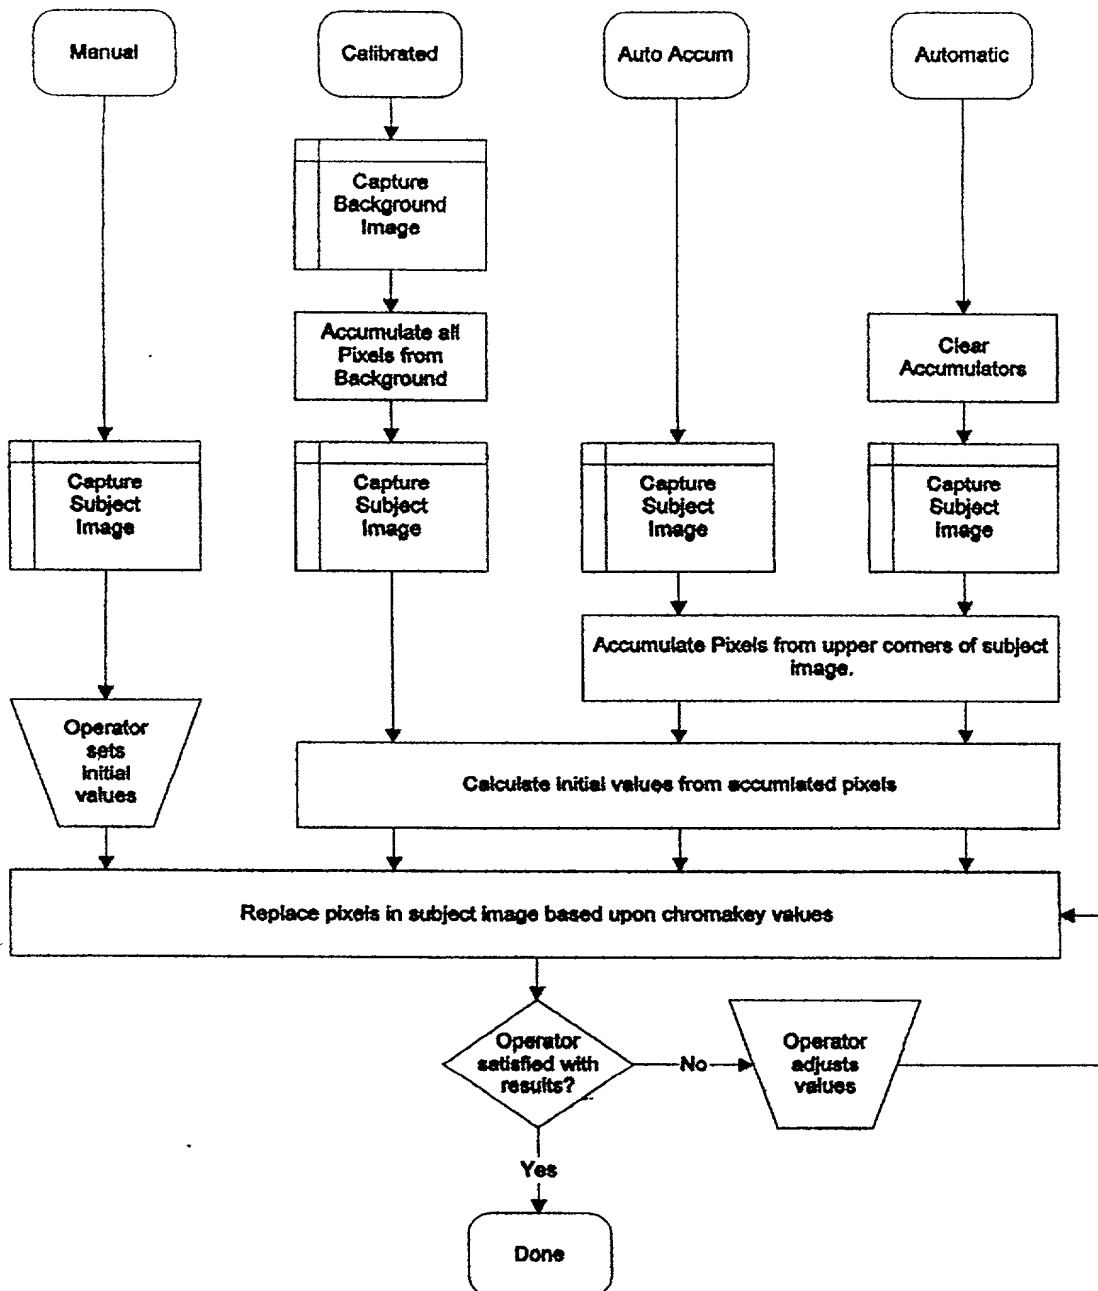 Manual
Calibrated
Auto Accum
Automatic
Capture
Background
Image
Accumulate all
Pixels from
Background
Clear
Accumulators
Capture
Subject
Image
Capture
Subject
Image
Capture
Subject
Image
Capture
Subject
Image
Accumulate Pixels from upper corners of subject
image.
Operator
sets
initial
values
Calculate initial values from accumlated pixels
Replace pixels in subject image based upon chromakey values
Operator
satisfied with
results?
No
Operator
adjusts
values
Yes
Done